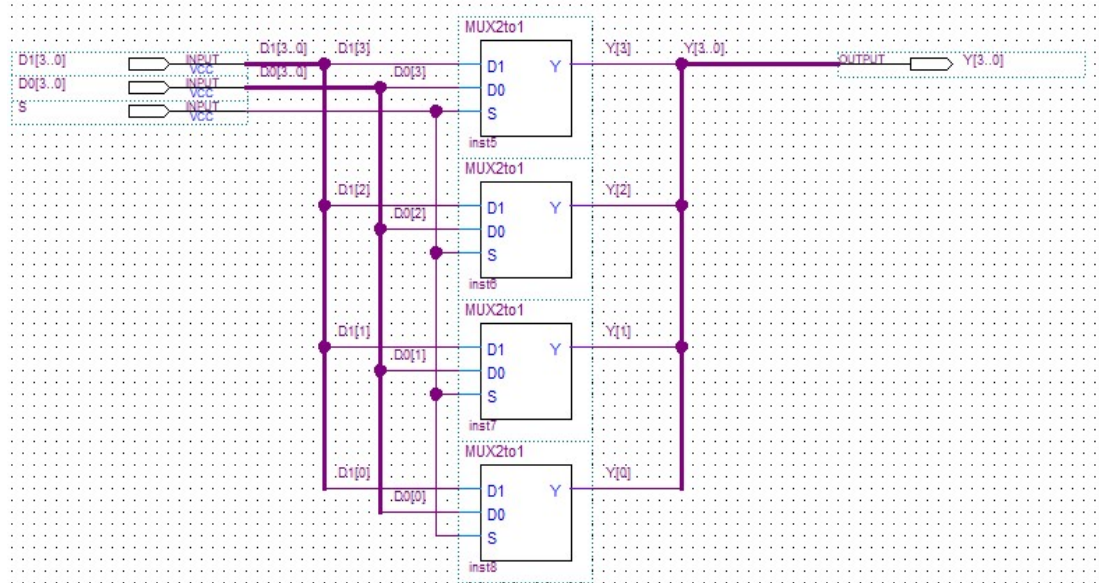 MUX2to1
D1[3..0] INPUT VCC D1[3..0] D1[3] D1 Y Y[3] Y[3..0] OUTPUT Y[3..0]
D0[3..0] INPUT VCC D0[3..0] D0[3] D0
S INPUT VCC S
inst5
MUX2to1
D1[2] D1 Y Y[2]
D0[2] D0
S
inst6
MUX2to1
D1[1] D1 Y Y[1]
D0[1] D0
S
inst7
MUX2to1
D1[0] D1 Y Y[0]
D0[0] D0
S
inst8